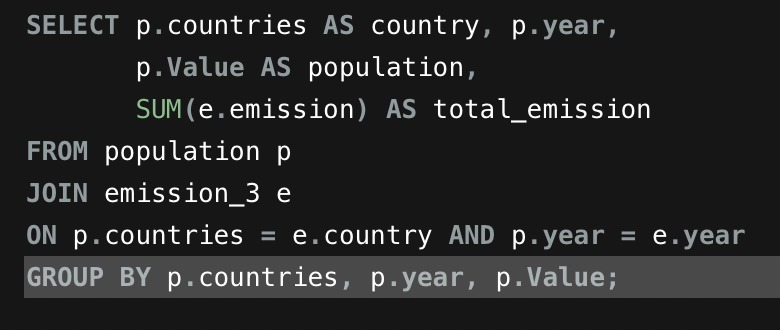 SELECT p.countries AS country, p.year,
p.Value AS population,
SUM(e.emission) AS total_emission
FROM population p
JOIN emission_3 e
ON p.countries = e.country AND p.year = e.year
GROUP BY p.countries, p.year, p.Value;